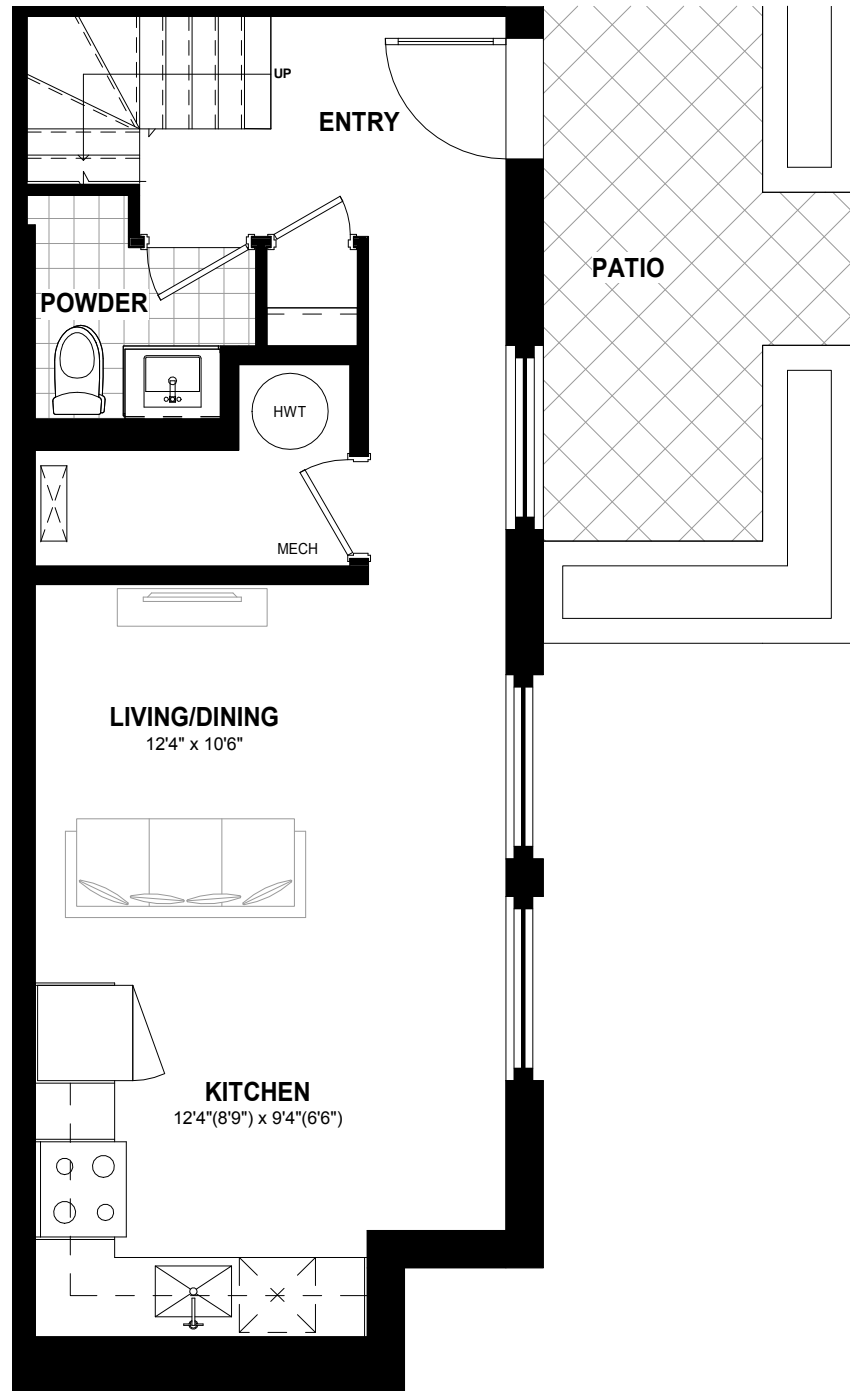 UP
ENTRY
PATIO
POWDER
HWT
MECH
LIVING/DINING
12'4" x 10'6"
KITCHEN
12'4"(8'9") x 9'4"(6'6")